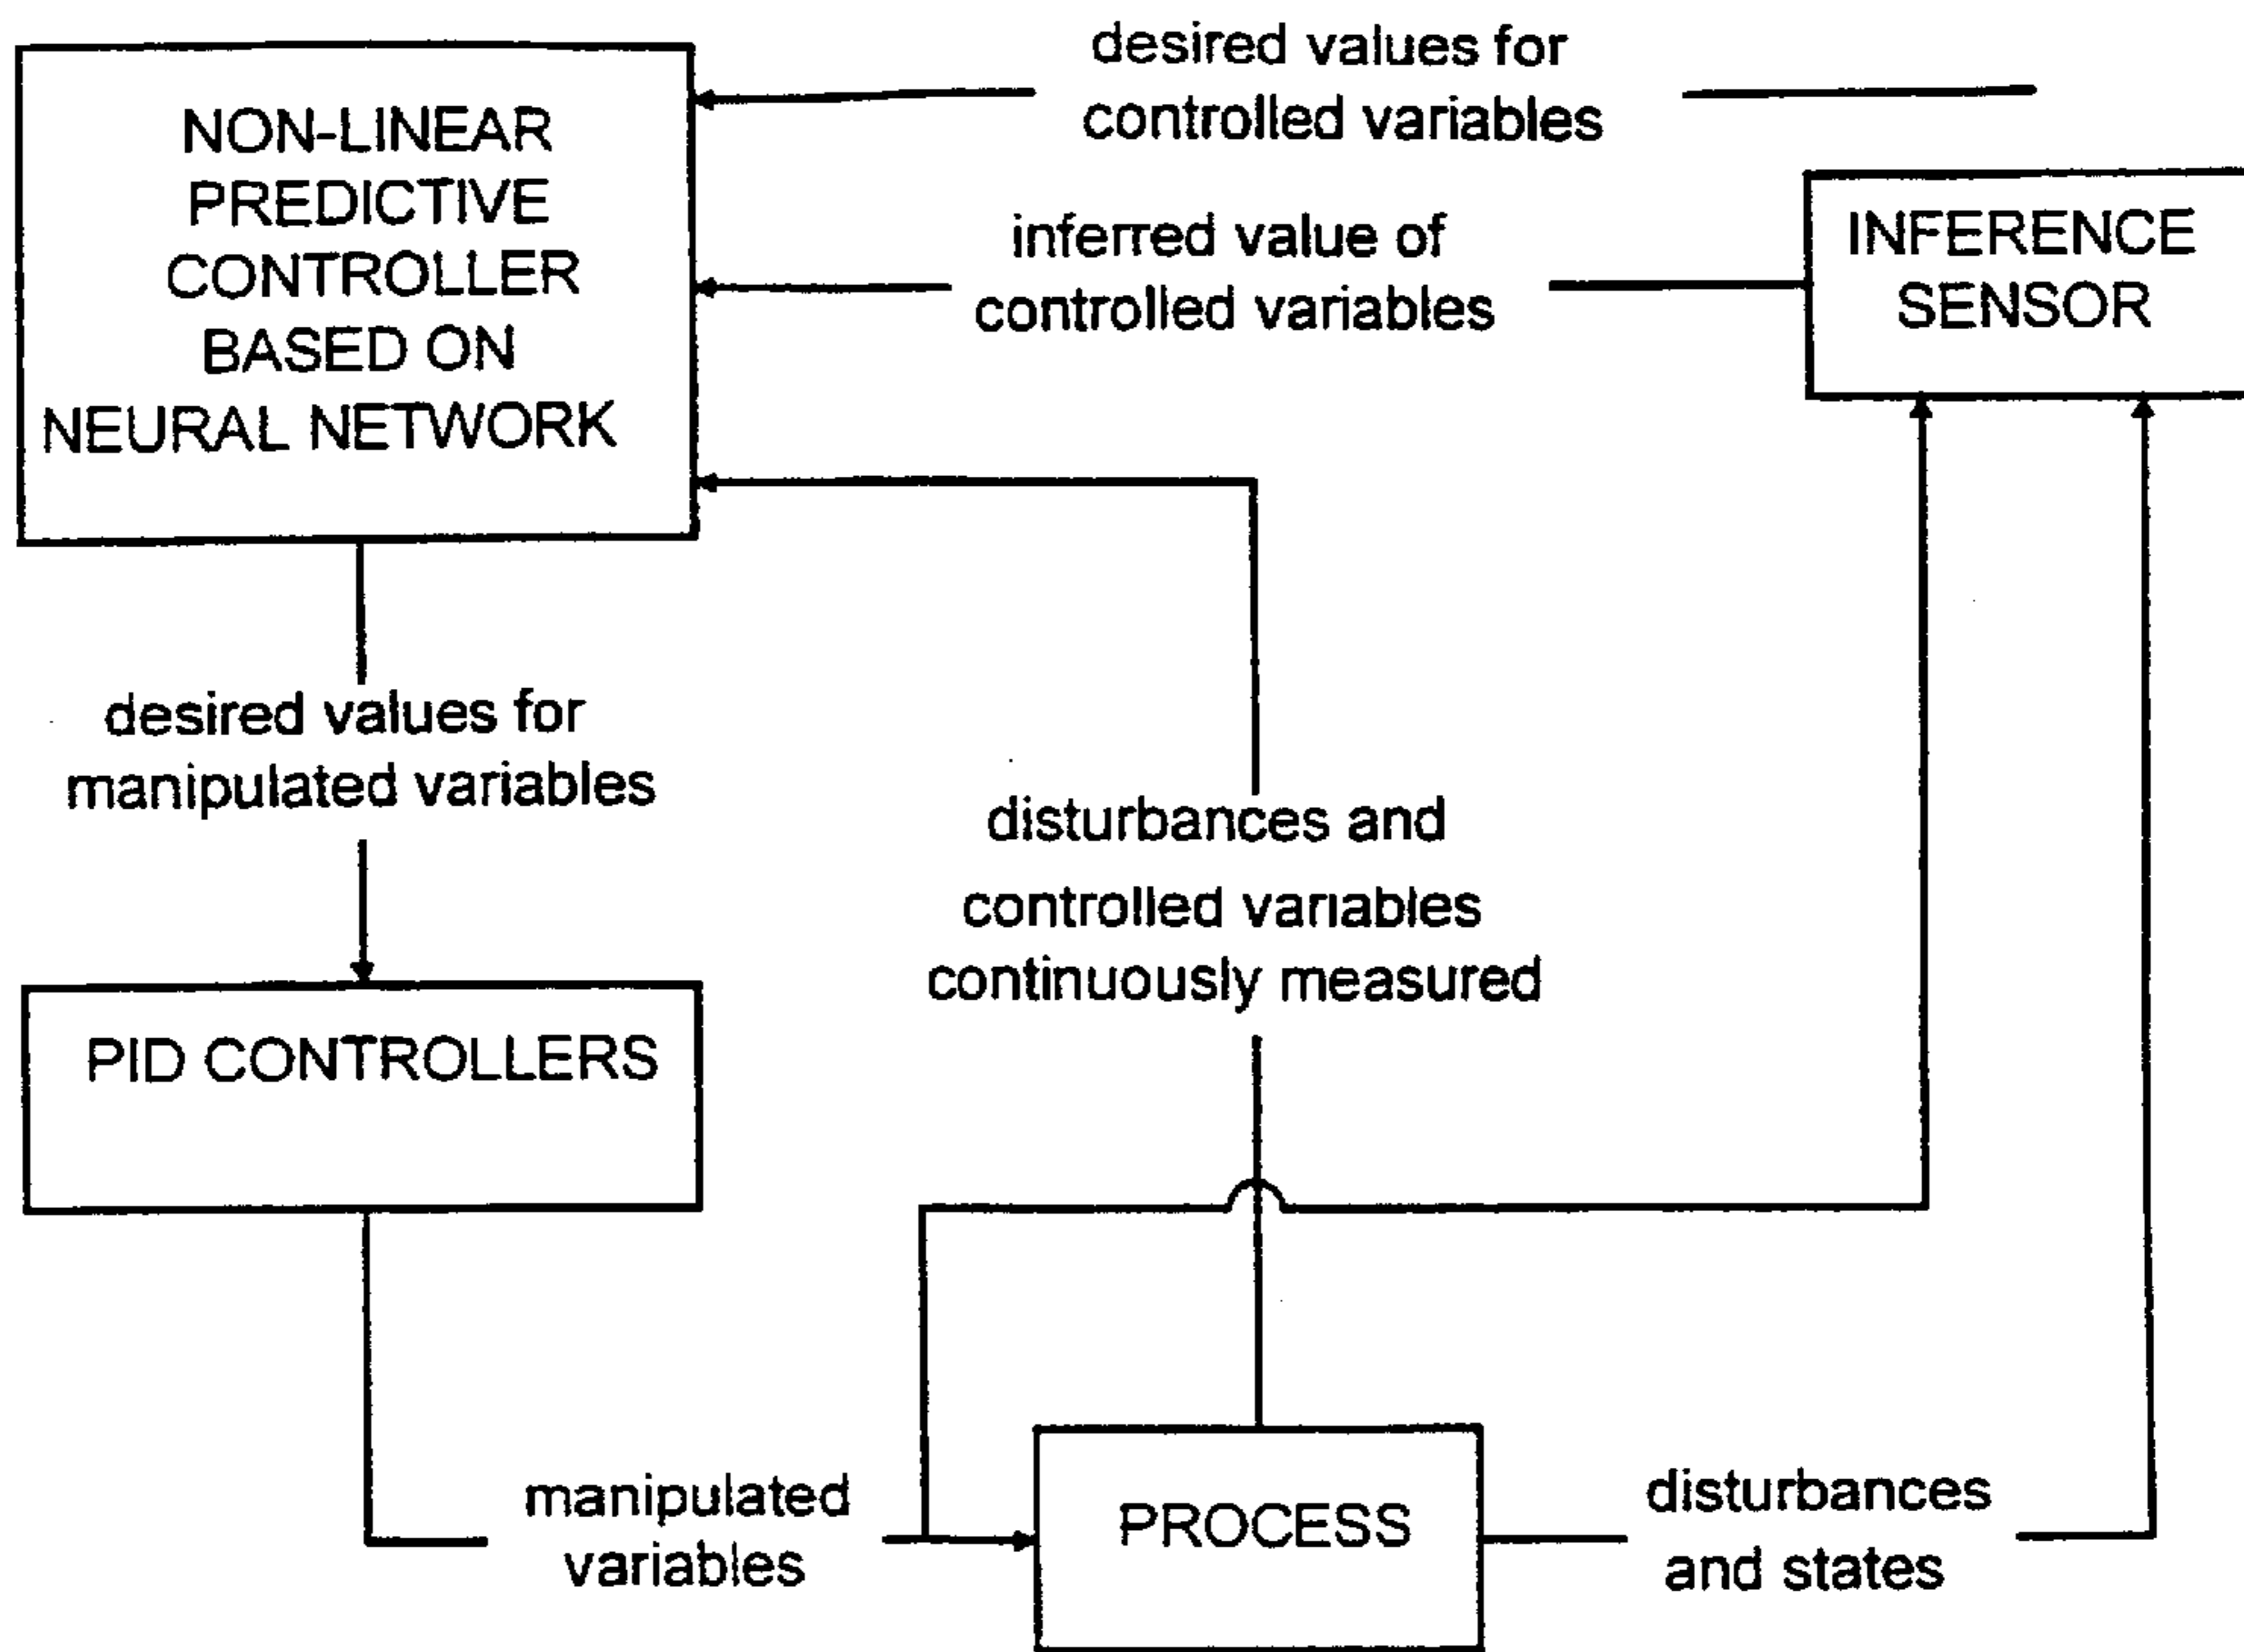 NON-LINEAR
PREDICTIVE
CONTROLLER
BASED ON
NEURAL NETWORK
desired values for
controlled variables
inferred value of
controlled variables
INFERENCE
SENSOR
desired values for
manipulated variables
disturbances and
controlled variables
continuously measured
PID CONTROLLERS
manipulated
variables
PROCESS
disturbances
and states